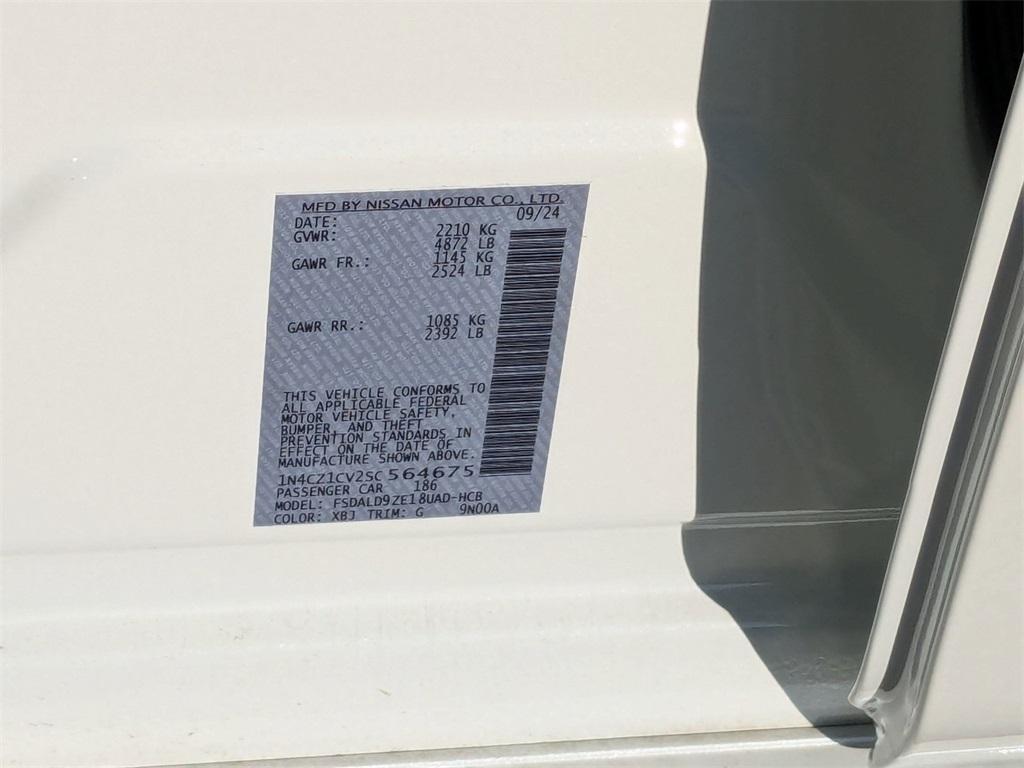 MFD BY NISSAN MOTOR CO., LTD.
DATE: 09/24
GVWR: 2210 KG
4872 LB
GAWR FR.: 1145 KG
2524 LB
GAWR RR.: 1085 KG
2392 LB
THIS VEHICLE CONFORMS TO
ALL APPLICABLE FEDERAL
MOTOR VEHICLE SAFETY,
BUMPER, AND THEFT
PREVENTION STANDARDS IN
EFFECT ON THE DATE OF
MANUFACTURE SHOWN ABOVE.
1N4CZ1CV2SC564675
PASSENGER CAR 186
MODEL: FSDALD9ZE18UAD-HCB
COLOR: XBJ TRIM: G 9N00A